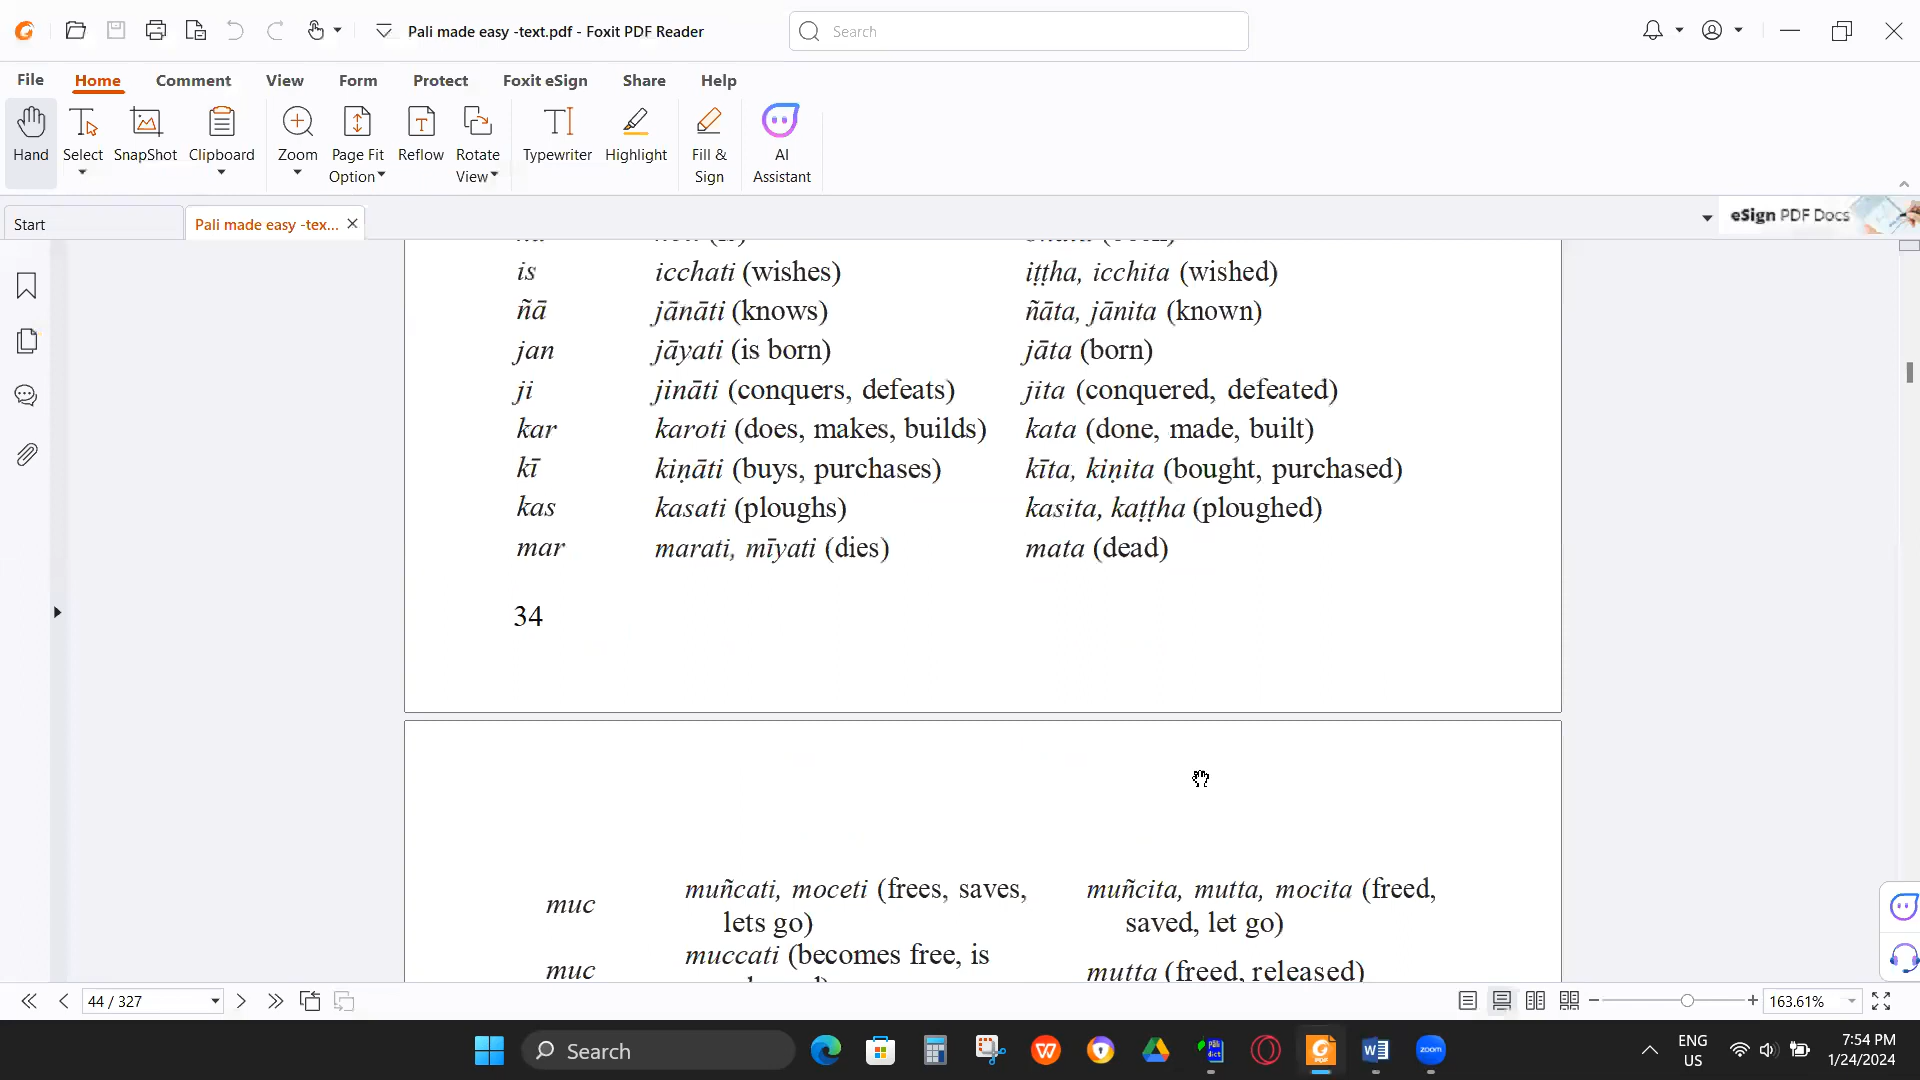 Pali made easy -text.pdf - Foxit PDF Reader
Search
File Home Comment View Form Protect Foxit eSign Share Help
Hand Select SnapShot Clipboard Zoom Page Fit Option Reflow Rotate View Typewriter Highlight Fill & Sign AI Assistant
Start
Pali made easy -tex...
eSign PDF Docs
is icchati (wishes) iṭṭha, icchita (wished)
ñā jānāti (knows) ñāta, jānita (known)
jan jāyati (is born) jāta (born)
ji jināti (conquers, defeats) jita (conquered, defeated)
kar karoti (does, makes, builds) kata (done, made, built)
kī kiṇāti (buys, purchases) kīta, kiṇita (bought, purchased)
kas kasati (ploughs) kasita, kaṭṭha (ploughed)
mar marati, mīyati (dies) mata (dead)
34
muc muñcati, moceti (frees, saves, muñcita, mutta, mocita (freed,
lets go) saved, let go)
muc muccati (becomes free, is mutta (freed, released)
44 / 327
163.61%
Search
ENG
US
7:54 PM
1/24/2024